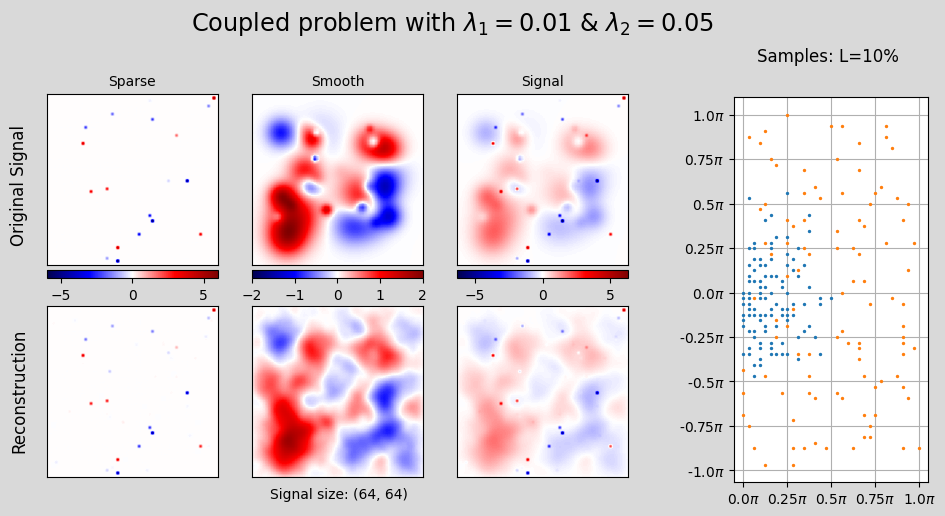 Coupled problem with λ₁ = 0.01 & λ₂ = 0.05
Samples: L=10%
Sparse
Smooth
Signal
Original Signal
−5 0 5
−2 −1 0 1 2
−5 0 5
Reconstruction
Signal size: (64, 64)
1.0π
0.75π
0.5π
0.25π
0.0π
-0.25π
-0.5π
-0.75π
-1.0π
0.0π 0.25π 0.5π 0.75π 1.0π